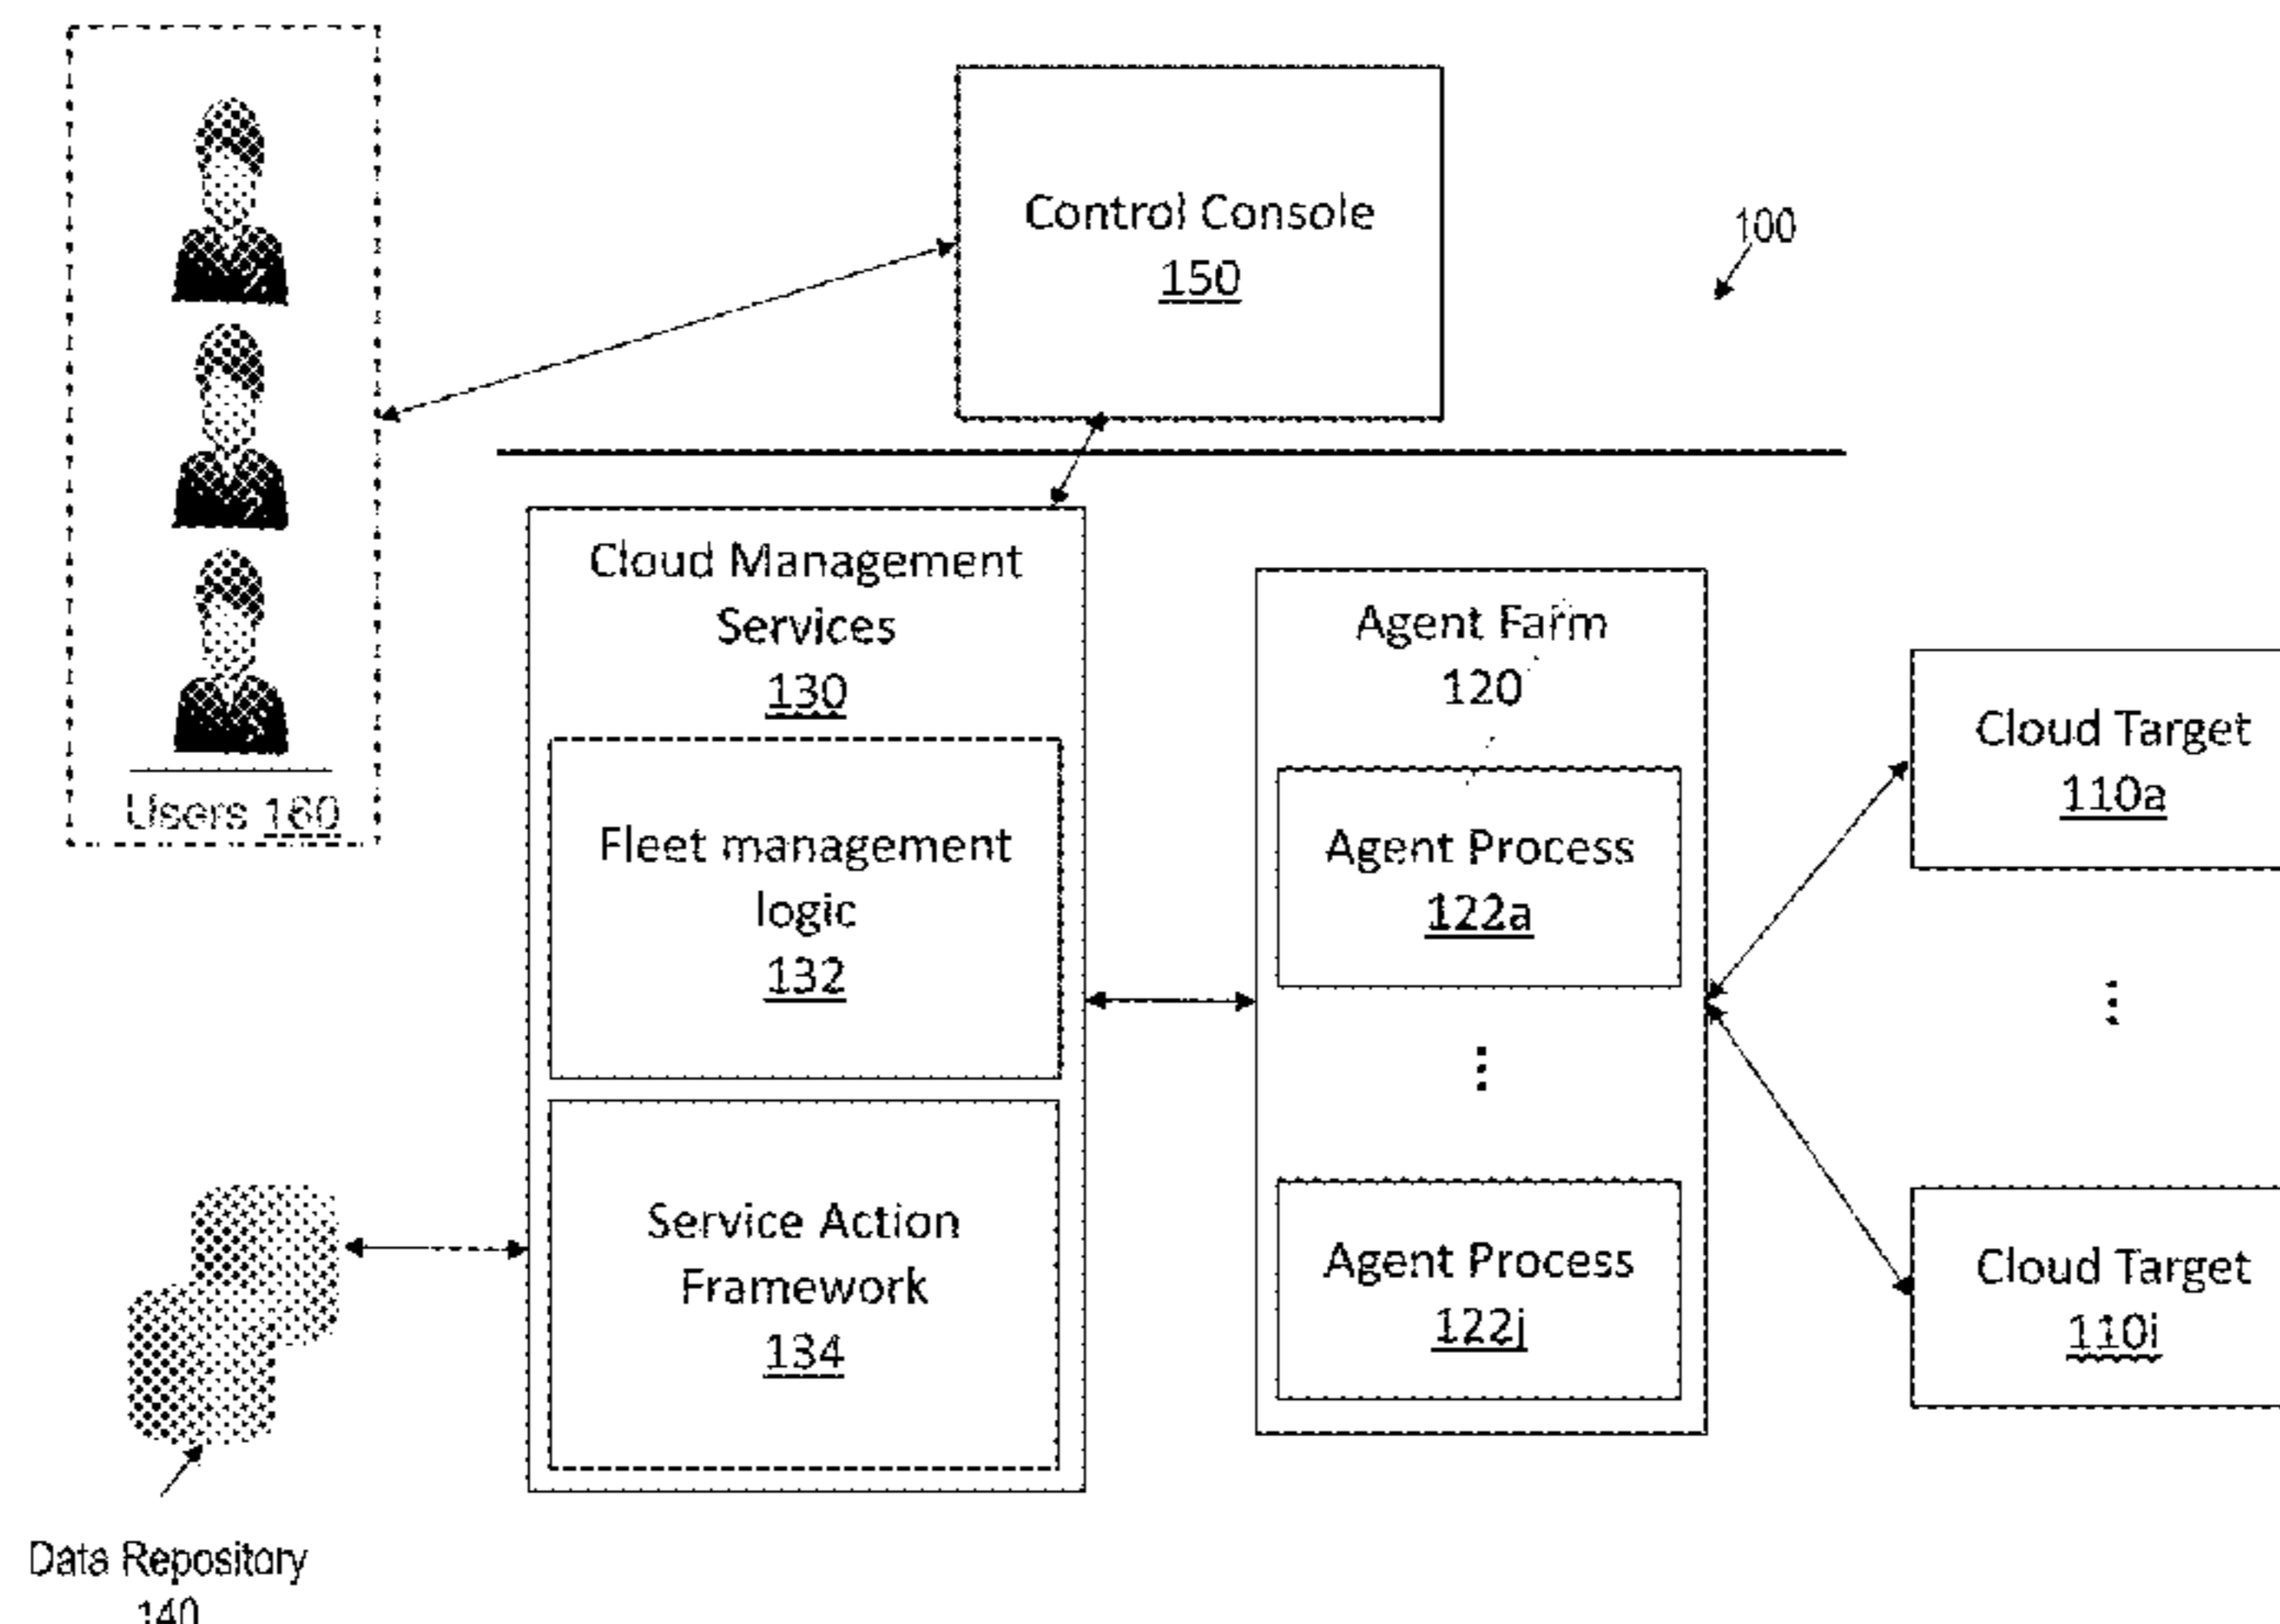 Control Console
150
100
Users 160
Cloud Management
Services
130
Fleet management
logic
132
Service Action
Framework
134
Agent Farm
120
Agent Process
122a
⋮
Agent Process
122j
Cloud Target
110a
⋮
Cloud Target
110i
Data Repository
140